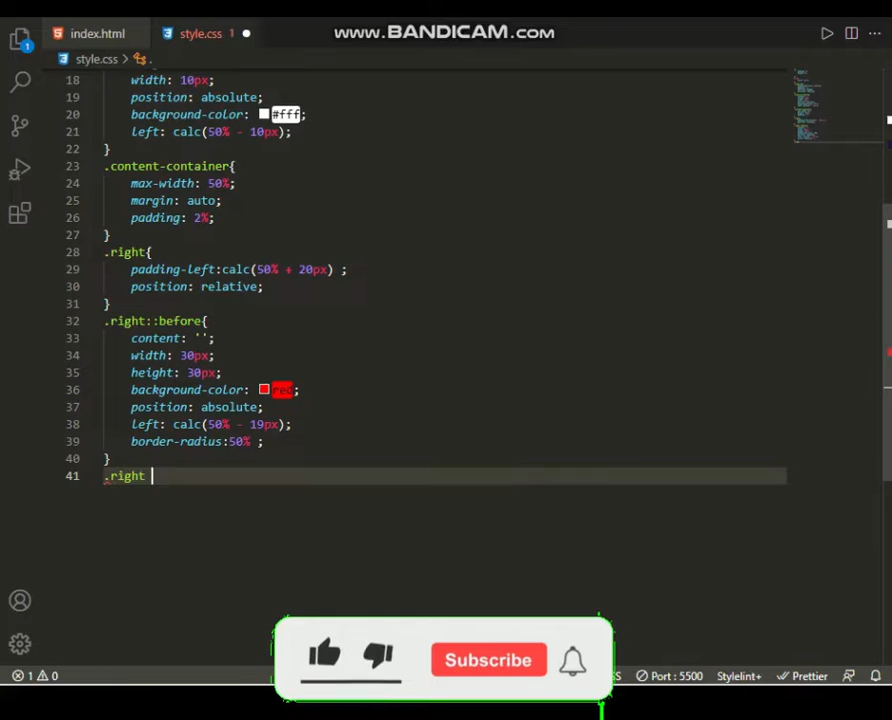 www.BANDICAM.com
index.html
style.css 1
1
style.css > .
18 width: 10px;
19 position: absolute;
20 background-color: #fff;
21 left: calc(50% - 10px);
22 }
23 .content-container{
24 max-width: 50%;
25 margin: auto;
26 padding: 2%;
27 }
28 .right{
29 padding-left:calc(50% + 20px) ;
30 position: relative;
31 }
32 .right::before{
33 content: '';
34 width: 30px;
35 height: 30px;
36 background-color: red;
37 position: absolute;
38 left: calc(50% - 19px);
39 border-radius:50% ;
40 }
41 .right
Subscribe
1 0
Port : 5500 Stylelint+ Prettier